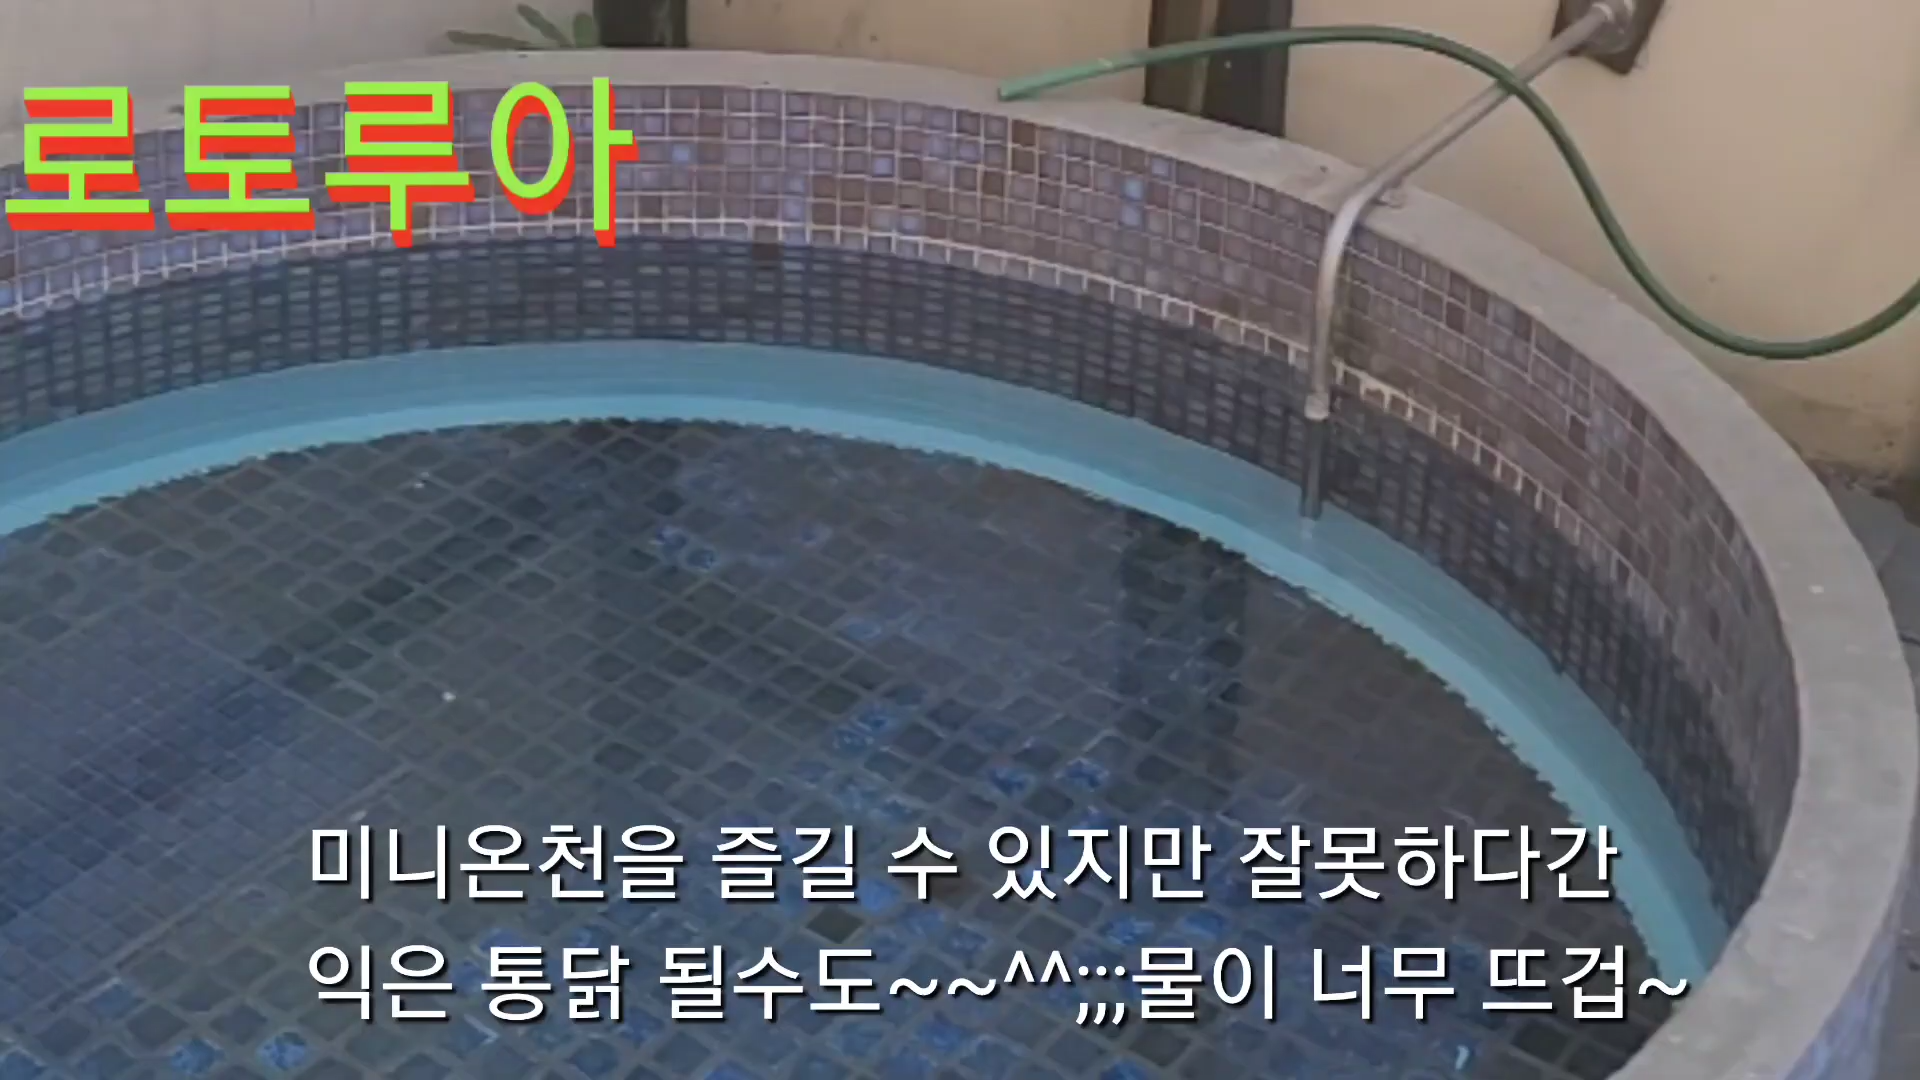 로토루아
미니온천을 즐길 수 있지만 잘못하다간
익은 통닭 될수도~~^^;;;물이 너무 뜨겁~